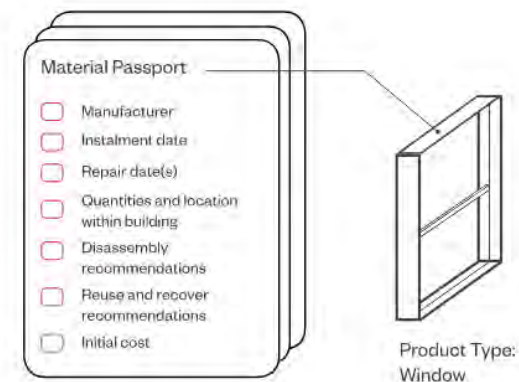 Material Passport
Manufacturer
Instalment date
Repair date(s)
Quantities and location
within building
Disassembly
recommendations
Reuse and recover
recommendations
Initial cost
Product Type:
Window